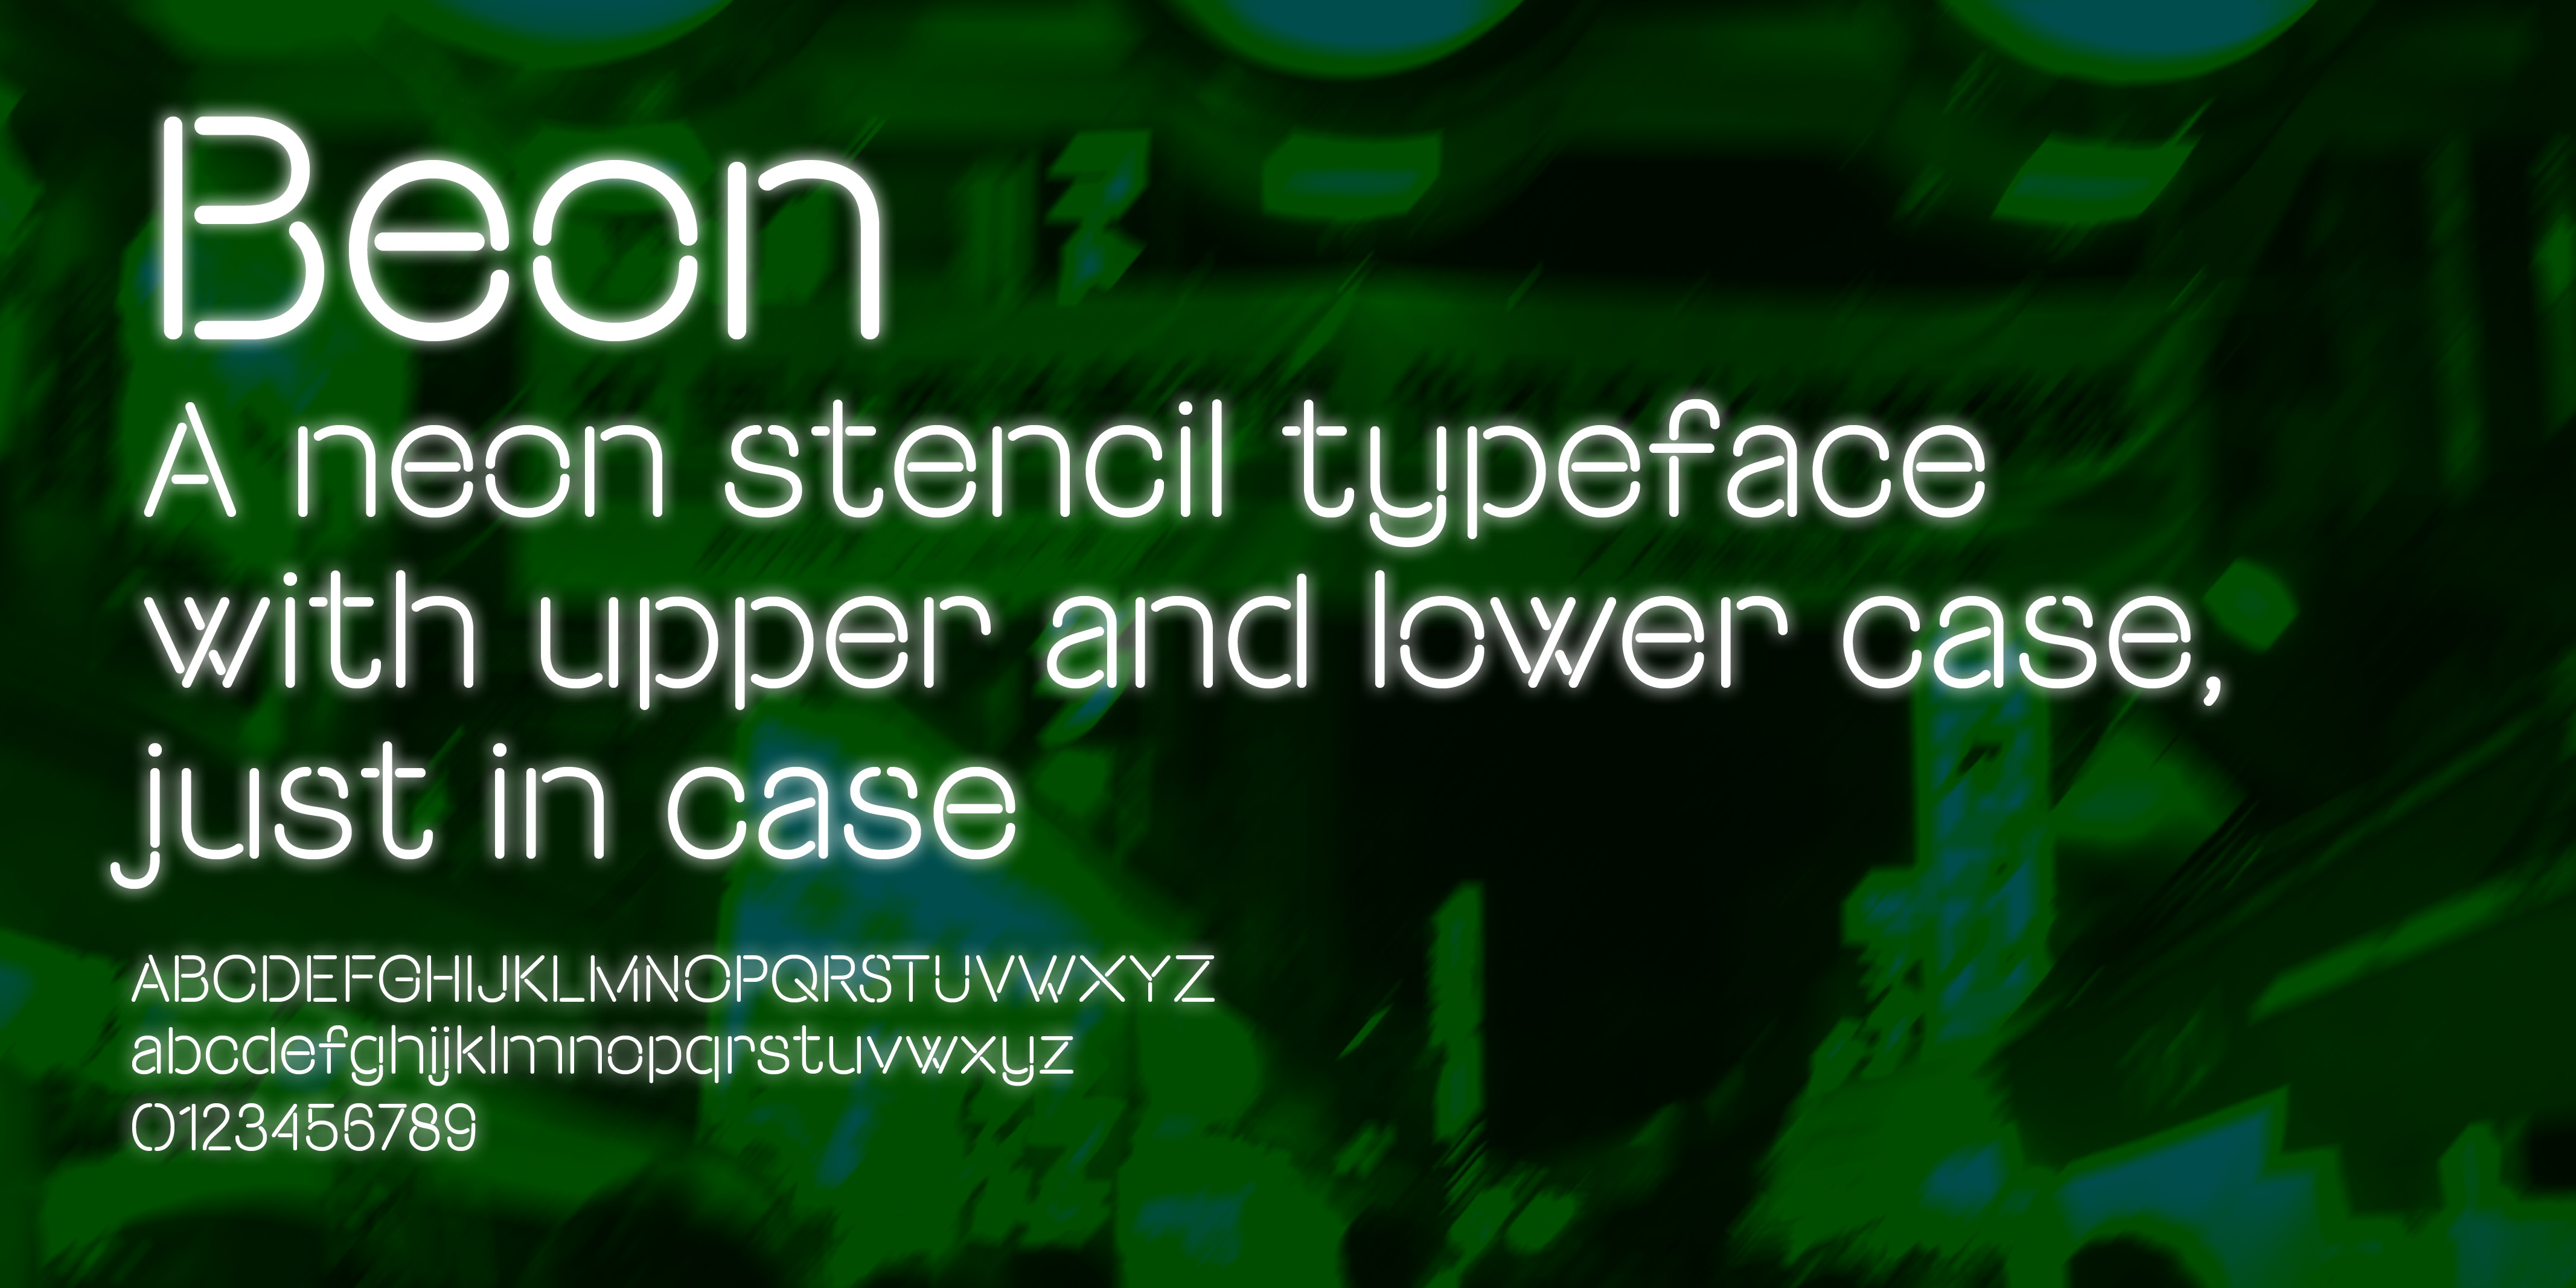 Beon
A neon stencil typeface
with upper and lower case,
just in case
ABCDEFGHIJKLMNOPQRSTUVWXYZ
abcdefghijklmnopqrstuvwxyz
0123456789